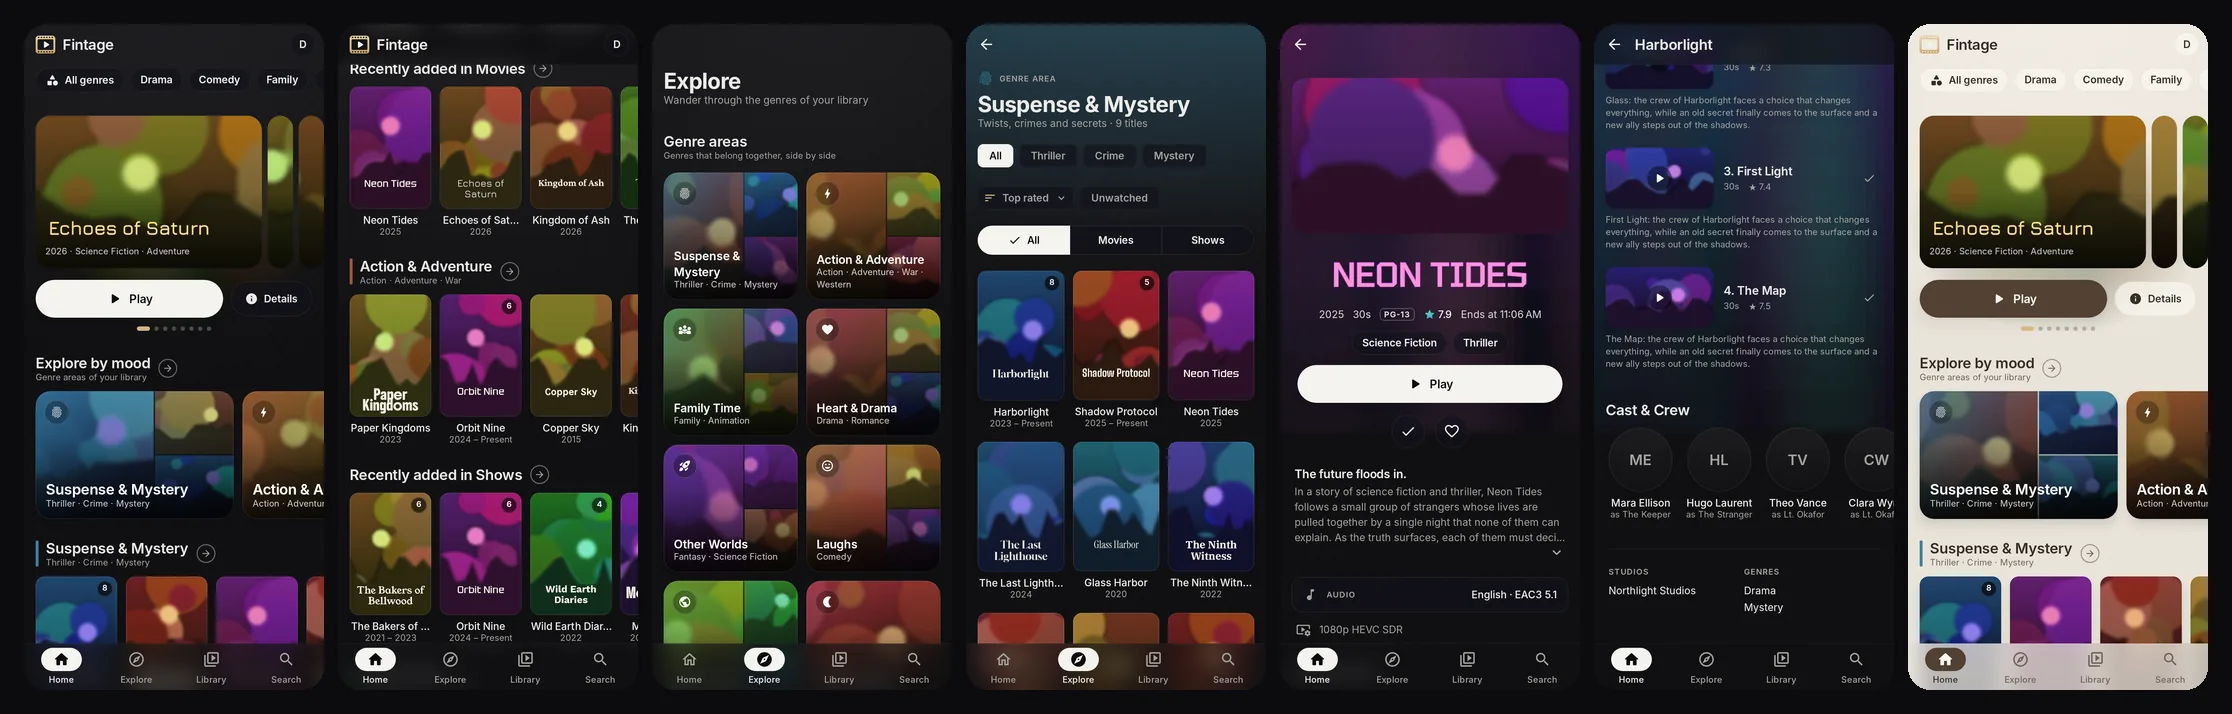 Fintage
D
All genres
Drama
Comedy
Family
Echoes of Saturn
2026 · Science Fiction · Adventure
Play
Details
Explore by mood
Genre areas of your library
Suspense & Mystery
Thriller · Crime · Mystery
Action & A
Action · Adventur
Suspense & Mystery
Thriller · Crime · Mystery
8
Home
Explore
Library
Search
Fintage
D
Recently added in Movies
Neon Tides
Echoes of
Saturn
Kingdom of Ash
Neon Tides
2025
Echoes of Sat...
2026
Kingdom of Ash
2026
The
Action & Adventure
Action · Adventure · War
6
Paper
Kingdoms
Orbit Nine
Copper Sky
Paper Kingdoms
2023
Orbit Nine
2024 – Present
Copper Sky
2015
Kin
Recently added in Shows
6
6
4
The Bakers of
Bellwood
Orbit Nine
Wild Earth
Diaries
The Bakers of ...
2021 – 2023
Orbit Nine
2024 – Present
Wild Earth Diar...
2022
Home
Explore
Library
Search
Explore
Wander through the genres of your library
Genre areas
Genres that belong together, side by side
Suspense &
Mystery
Thriller · Crime · Mystery
Action & Adventure
Action · Adventure · War ·
Western
Family Time
Family · Animation
Heart & Drama
Drama · Romance
Other Worlds
Fantasy · Science Fiction
Laughs
Comedy
Home
Explore
Library
Search
GENRE AREA
Suspense & Mystery
Twists, crimes and secrets · 9 titles
All
Thriller
Crime
Mystery
Top rated
Unwatched
All
Movies
Shows
8
5
Harborlight
Shadow Protocol
Neon Tides
Harborlight
2023 – Present
Shadow Protocol
2025 – Present
Neon Tides
2025
The Last
Lighthouse
Glass Harbor
The Ninth
Witness
The Last Lighth...
2024
Glass Harbor
2020
The Ninth Witn...
2022
Home
Explore
Library
Search
NEON TIDES
2025 30s PG-13 ★ 7.9 Ends at 11:06 AM
Science Fiction
Thriller
Play
The future floods in.
In a story of science fiction and thriller, Neon Tides
follows a small group of strangers whose lives are
pulled together by a single night that none of them can
explain. As the truth surfaces, each of them must deci...
AUDIO
English · EAC3 5.1
1080p HEVC SDR
Home
Explore
Library
Search
Harborlight
30s ★ 7.3
Glass: the crew of Harborlight faces a choice that changes
everything, while an old secret finally comes to the surface and a
new ally steps out of the shadows.
3. First Light
30s ★ 7.4
First Light: the crew of Harborlight faces a choice that changes
everything, while an old secret finally comes to the surface and a
new ally steps out of the shadows.
4. The Map
30s ★ 7.5
The Map: the crew of Harborlight faces a choice that changes
everything, while an old secret finally comes to the surface and a
new ally steps out of the shadows.
Cast & Crew
ME
HL
TV
CW
Mara Ellison
as The Keeper
Hugo Laurent
as The Stranger
Theo Vance
as Lt. Okafor
Clara Wy
as Lt. Okaf
STUDIOS
Northlight Studios
GENRES
Drama
Mystery
Home
Explore
Library
Search
Fintage
D
All genres
Drama
Comedy
Family
Echoes of Saturn
2026 · Science Fiction · Adventure
Play
Details
Explore by mood
Genre areas of your library
Suspense & Mystery
Thriller · Crime · Mystery
Action & A
Action · Adventur
Suspense & Mystery
Thriller · Crime · Mystery
8
Home
Explore
Library
Search